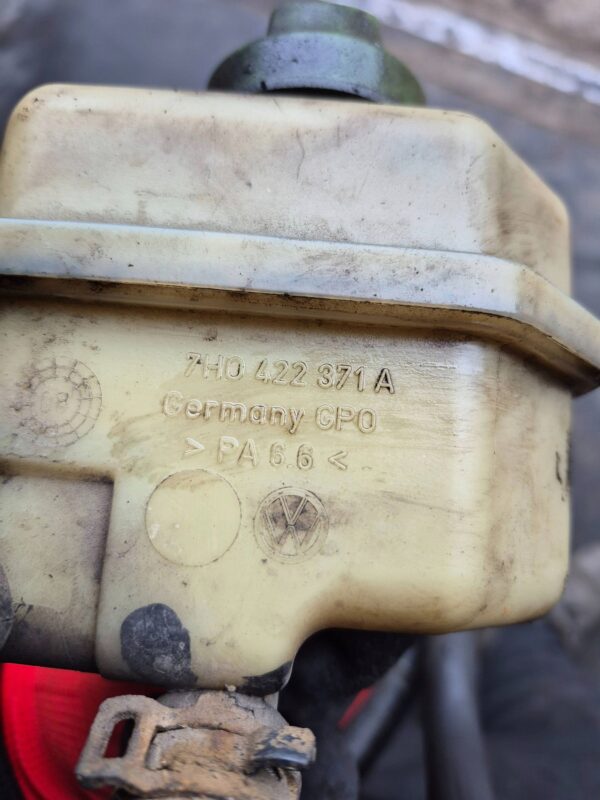 7H0 422 371 A
Germany CPO
> PA 6.6 <